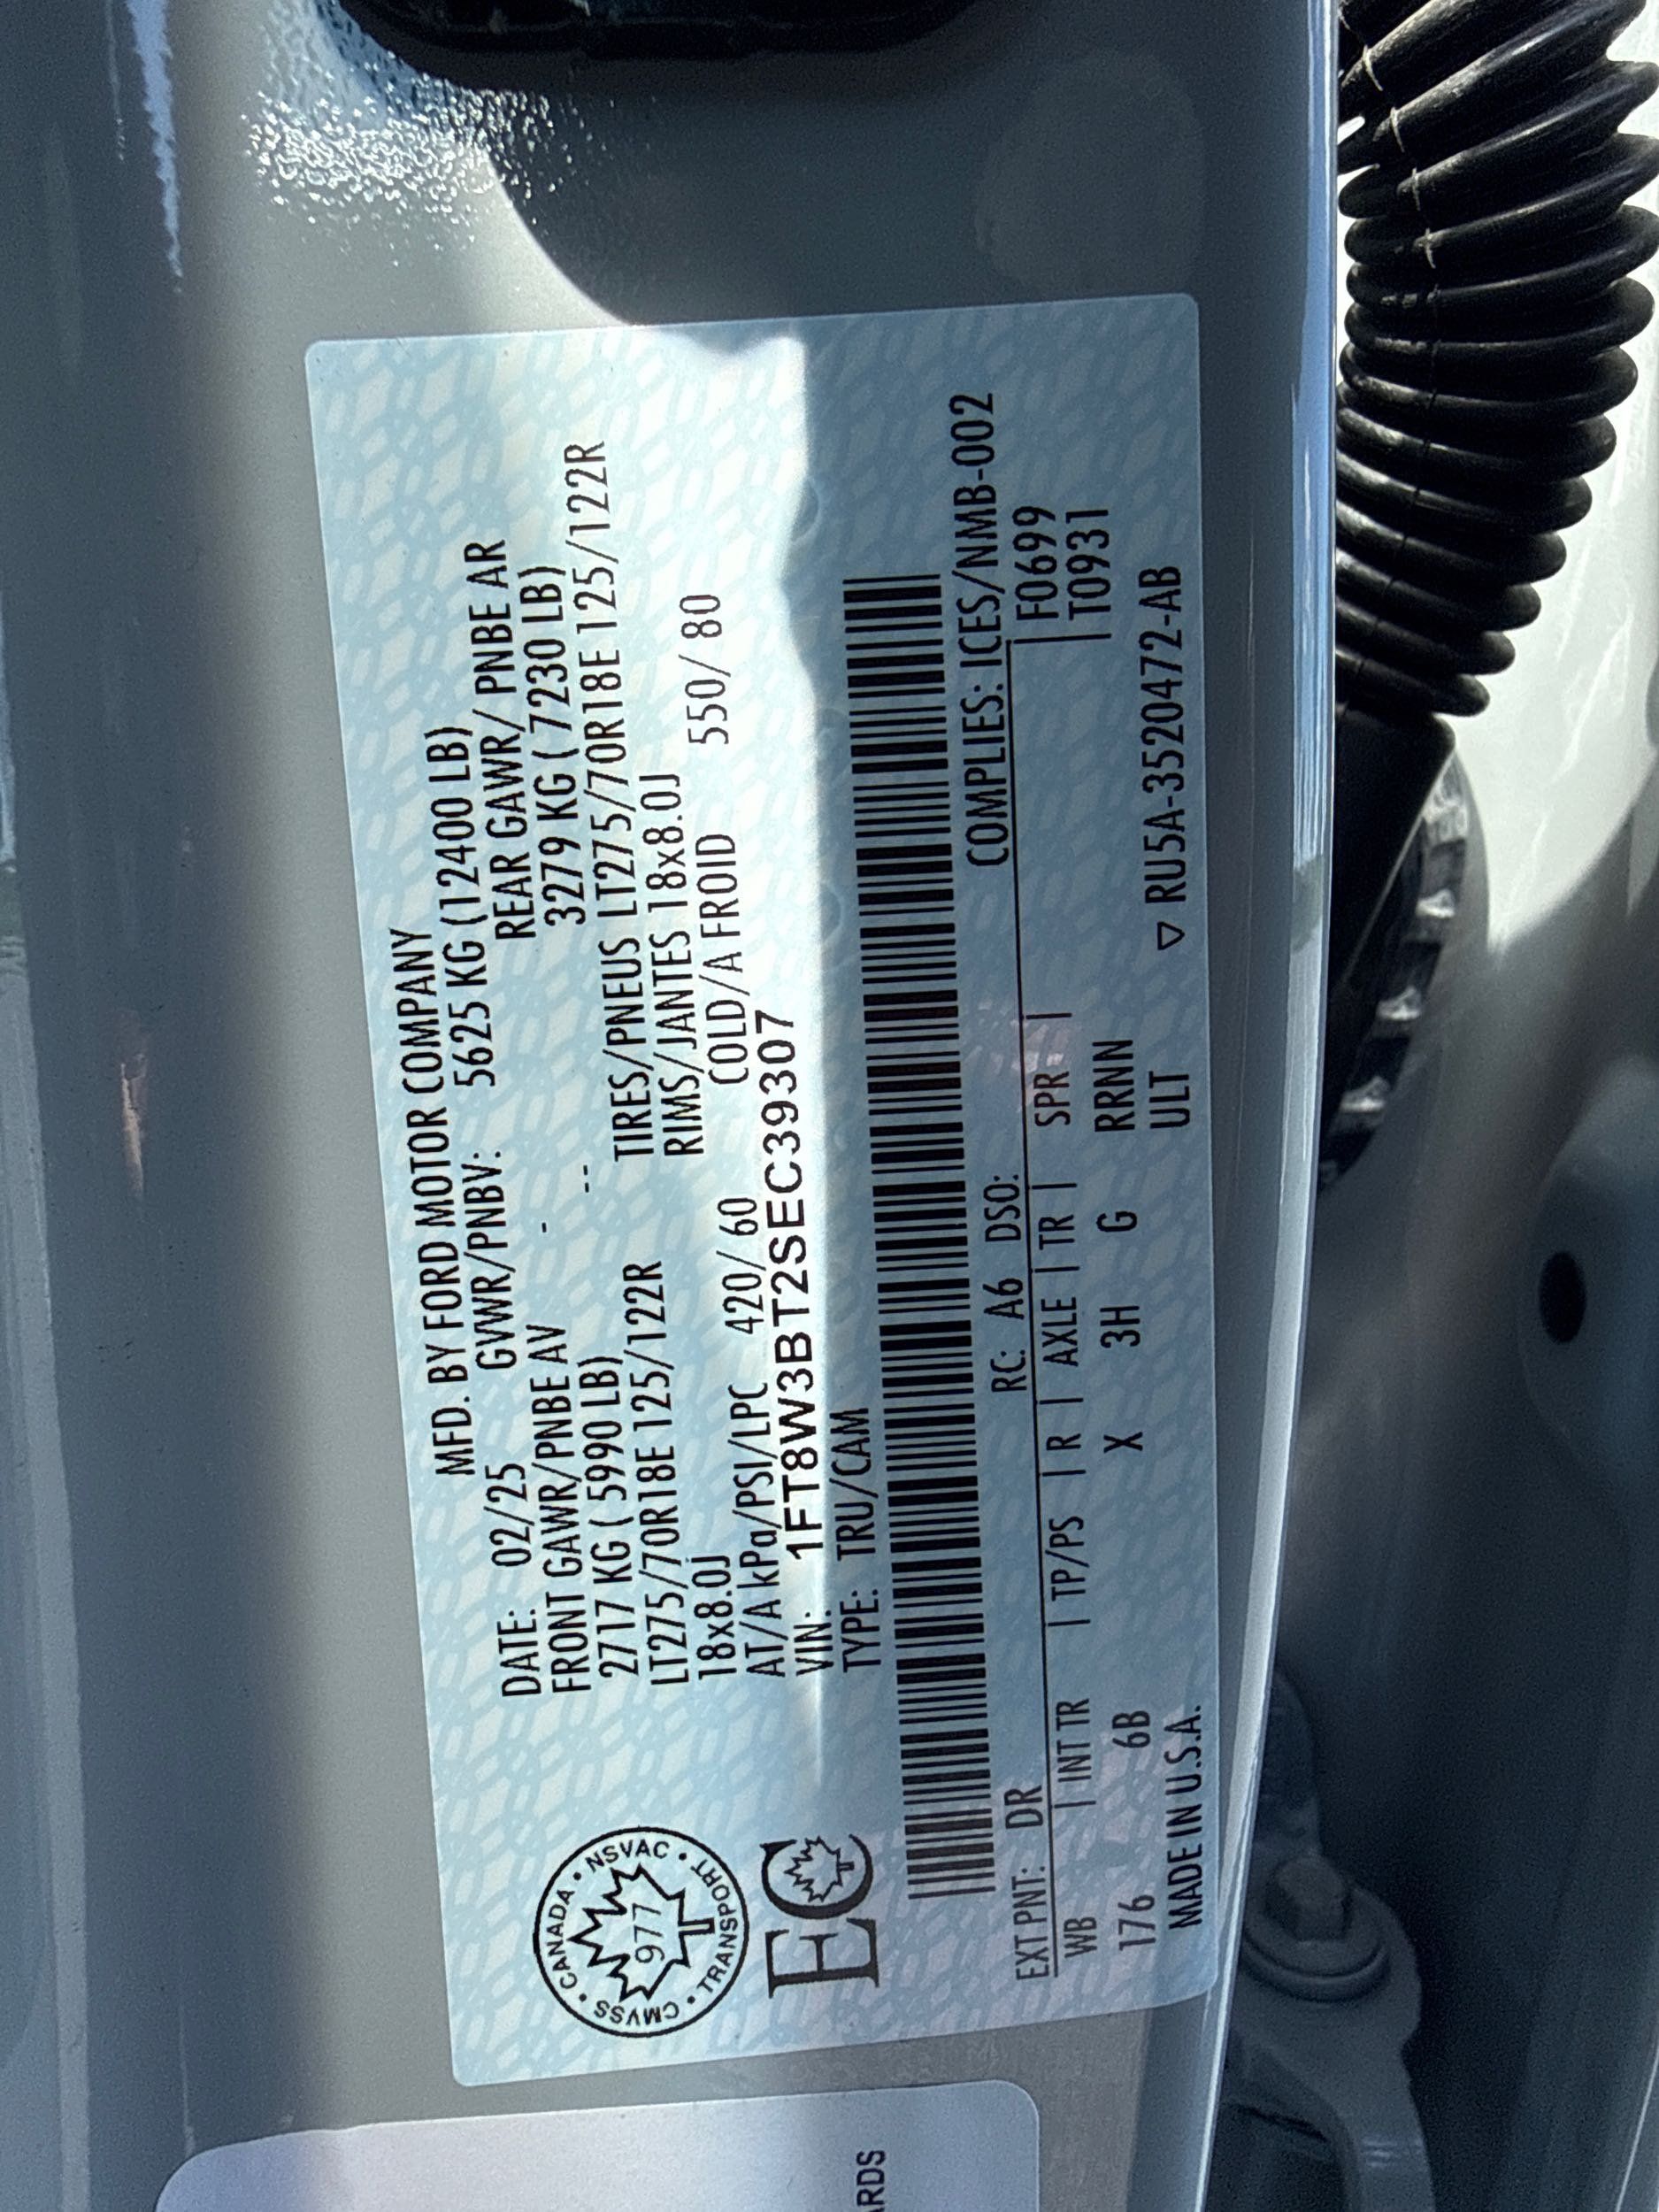 MFD. BY FORD MOTOR COMPANY
DATE: 02/25 GVWR/PNBV: 5625 KG (12400 LB)
FRONT GAWR/PNBE AV - REAR GAWR/ PNBE AR
2717 KG ( 5990 LB) -- 3279 KG ( 7230 LB)
LT275/70R18E 125/122R TIRES/PNEUS LT275/70R18E 125/122R
18x8.0J RIMS/JANTES 18x8.0J
AT/A kPa/PSI/LPC 420/ 60 COLD/A FROID 550/ 80
VIN: 1FT8W3BT2SEC39307
TYPE: TRU/CAM
CANADA • NSVAC • TRANSPORT • CMVSS •
977
EC
COMPLIES: ICES/NMB-002
EXT PNT: DR RC: A6 DSO: | F0699
WB | INT TR | TP/PS | R | AXLE | TR | SPR | | T0931
176 6B X 3H G RRNN
MADE IN U.S.A. ULT ▽ RU5A-3520472-AB
ARDS